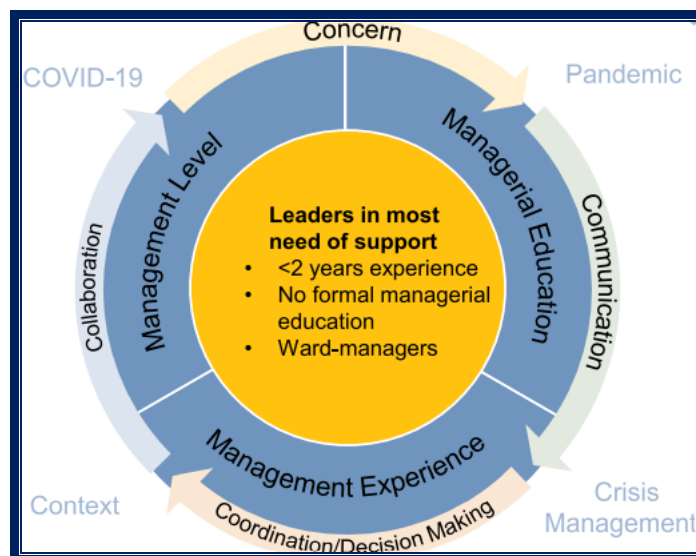 Concern
COVID-19
Pandemic
Management Level
Managerial Education
Collaboration
Communication
Leaders in most
need of support
• <2 years experience
• No formal managerial
education
• Ward-managers
Management Experience
Coordination/Decision Making
Context
Crisis
Management